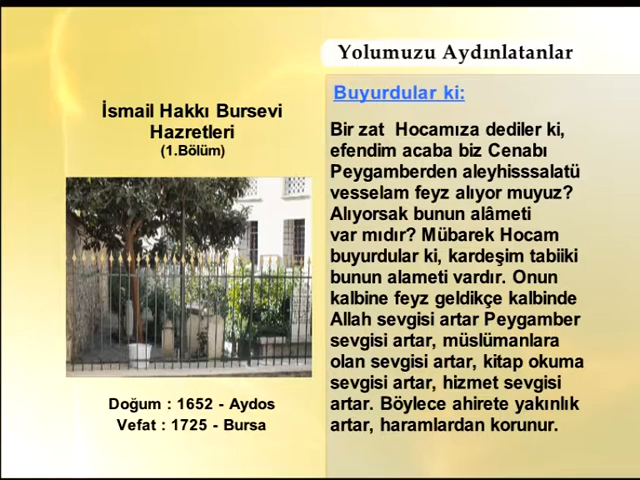 Yolumuzu Aydınlatanlar
İsmail Hakkı Bursevi
Hazretleri
(1.Bölüm)
Doğum : 1652 - Aydos
Vefat : 1725 - Bursa
Buyurdular ki:
Bir zat  Hocamıza dediler ki,
efendim acaba biz Cenabı
Peygamberden aleyhisssalatü
vesselam feyz alıyor muyuz?
Alıyorsak bunun alâmeti
var mıdır? Mübarek Hocam
buyurdular ki, kardeşim tabiiki
bunun alameti vardır. Onun
kalbine feyz geldikçe kalbinde
Allah sevgisi artar Peygamber
sevgisi artar, müslümanlara
olan sevgisi artar, kitap okuma
sevgisi artar, hizmet sevgisi
artar. Böylece ahirete yakınlık
artar, haramlardan korunur.